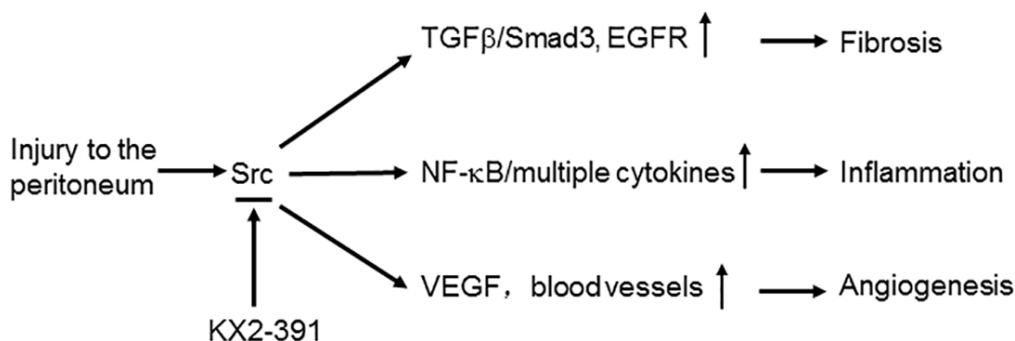 TGFβ/Smad3, EGFR
Fibrosis
Injury to the
peritoneum
Src
NF-κB/multiple cytokines
Inflammation
VEGF，blood vessels
Angiogenesis
KX2-391